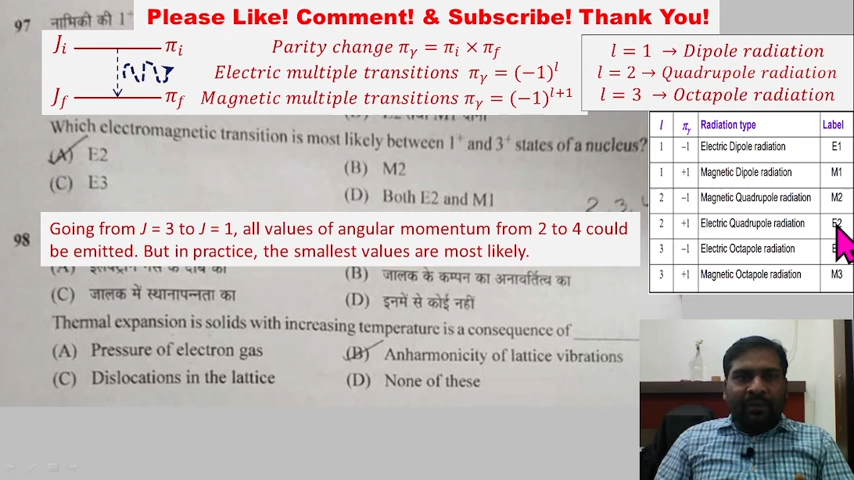 Please Like! Comment! & Subscribe! Thank You!
97 नाभिकी की 1⁺
J_i π_i
J_f π_f
Parity change π_γ = π_i × π_f
Electric multiple transitions π_γ = (−1)^l
Magnetic multiple transitions π_γ = (−1)^{l+1}
l = 1 → Dipole radiation
l = 2 → Quadrupole radiation
l = 3 → Octapole radiation
Which electromagnetic transition is most likely between 1⁺ and 3⁺ states of a nucleus?
(A) E2
(B) M2
(C) E3
(D) Both E2 and M1
2, 3, 4
l π_γ Radiation type Label
1 −1 Electric Dipole radiation E1
1 +1 Magnetic Dipole radiation M1
2 −1 Magnetic Quadrupole radiation M2
2 +1 Electric Quadrupole radiation E2
3 −1 Electric Octapole radiation
3 +1 Magnetic Octapole radiation M3
98
Going from J = 3 to J = 1, all values of angular momentum from 2 to 4 could
be emitted. But in practice, the smallest values are most likely.
(B) जालक के कम्पन का अनावर्तित्व का
(C) जालक में स्थानापन्नता का
(D) इनमें से कोई नहीं
Thermal expansion is solids with increasing temperature is a consequence of
(A) Pressure of electron gas
(B) Anharmonicity of lattice vibrations
(C) Dislocations in the lattice
(D) None of these